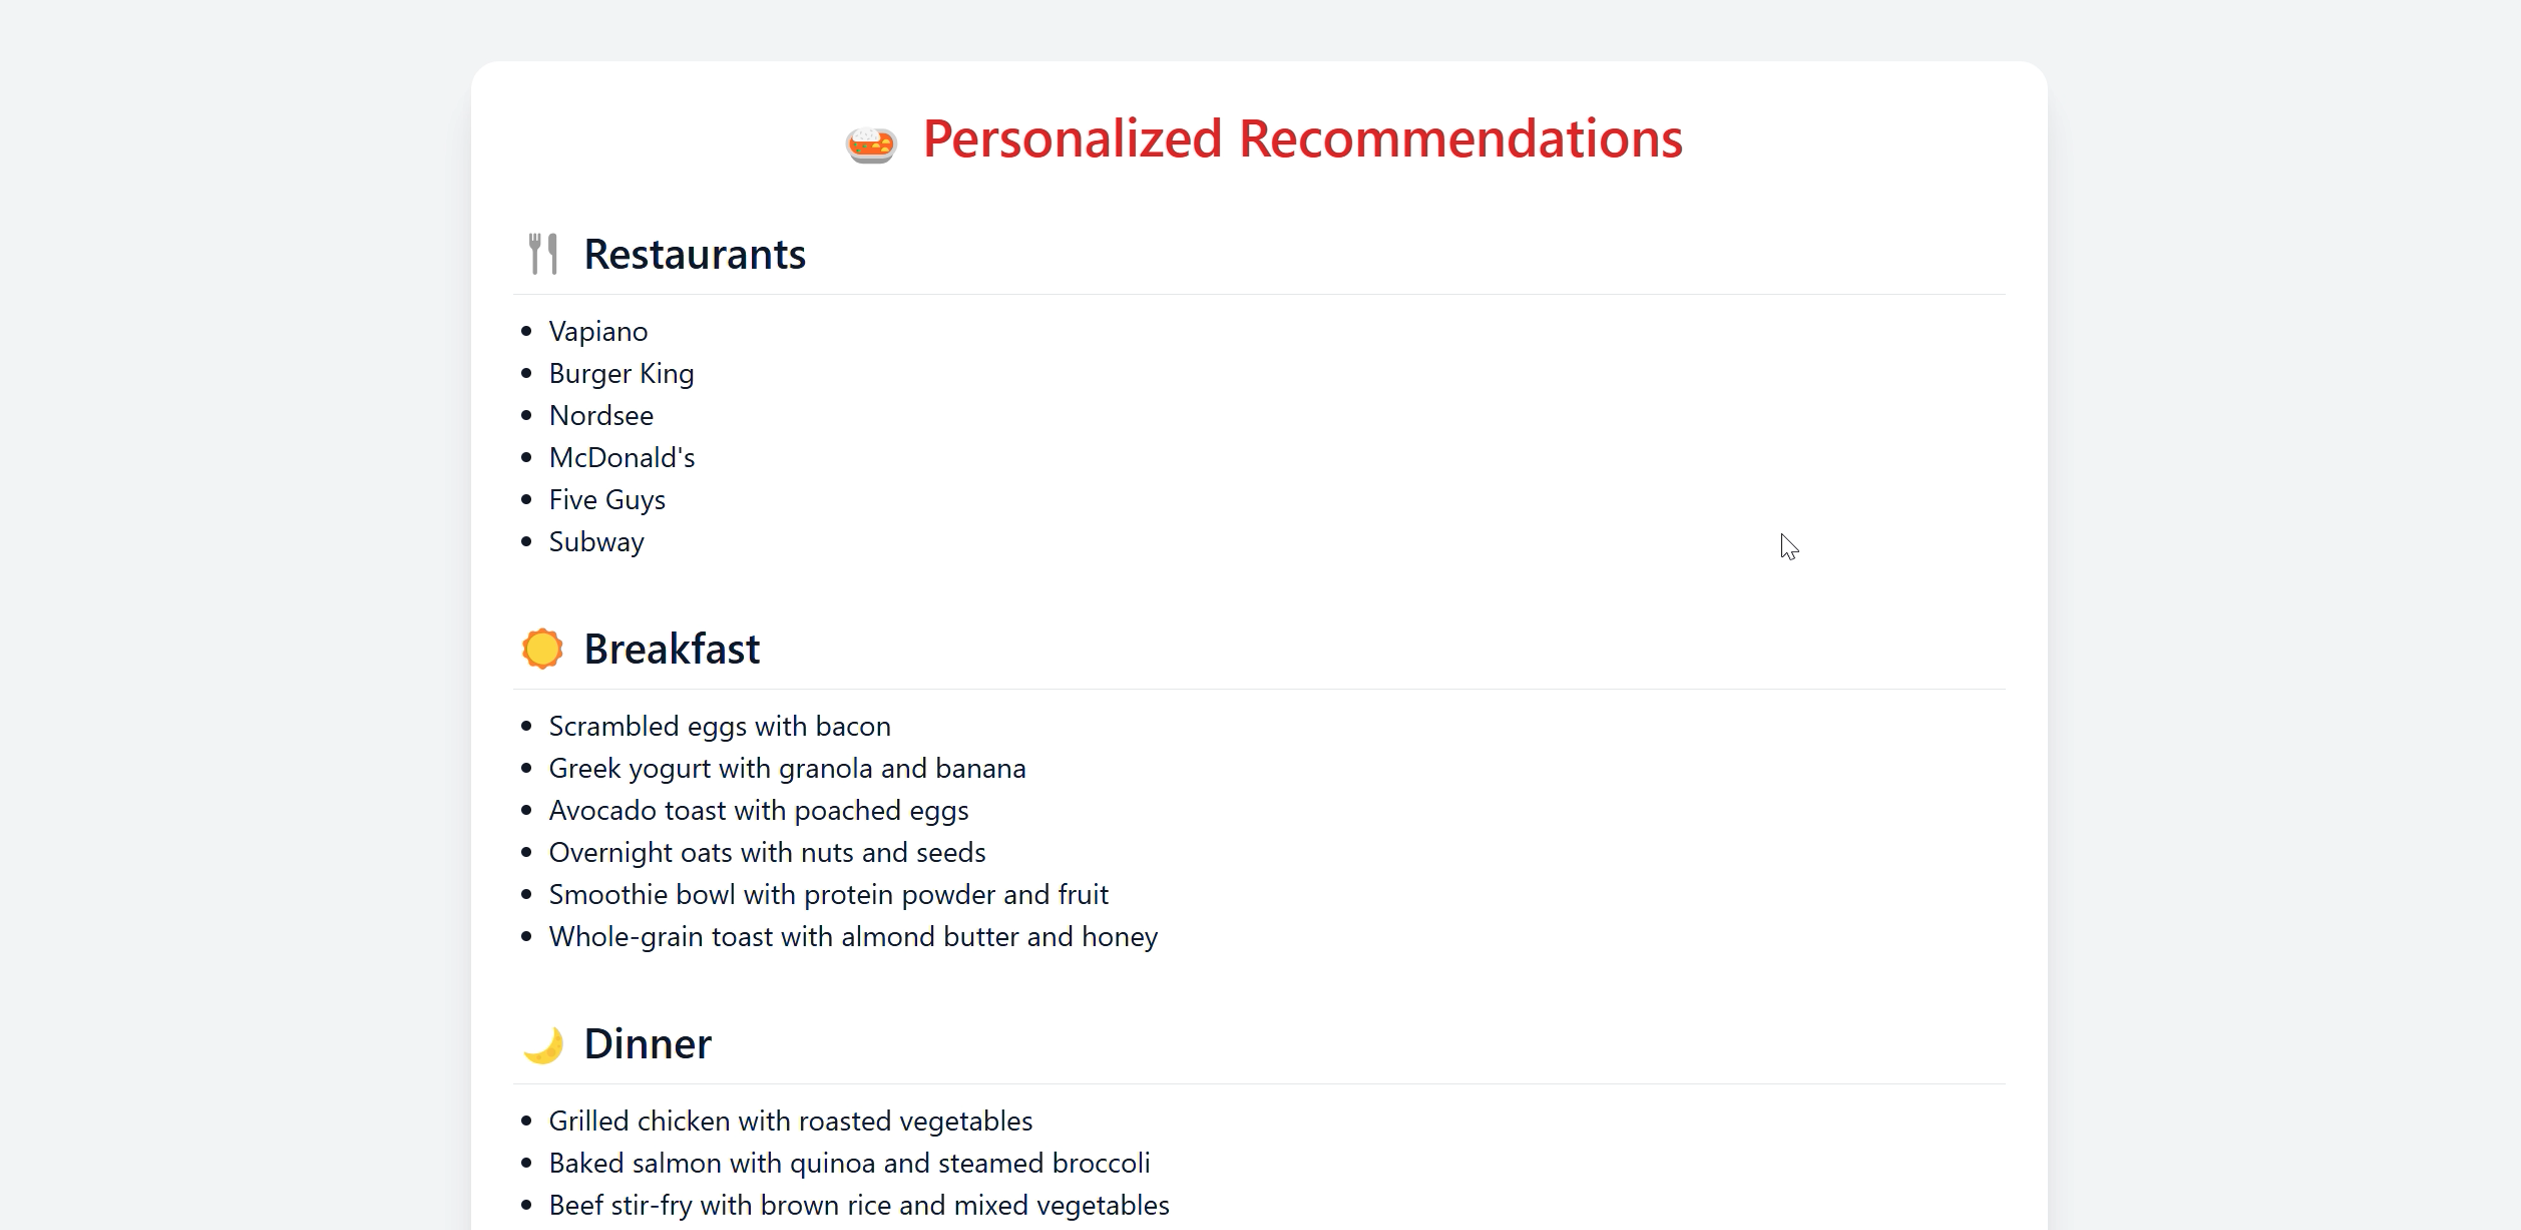 Personalized Recommendations
Restaurants
Vapiano
Burger King
Nordsee
McDonald's
Five Guys
Subway
Breakfast
Scrambled eggs with bacon
Greek yogurt with granola and banana
Avocado toast with poached eggs
Overnight oats with nuts and seeds
Smoothie bowl with protein powder and fruit
Whole-grain toast with almond butter and honey
Dinner
Grilled chicken with roasted vegetables
Baked salmon with quinoa and steamed broccoli
Beef stir-fry with brown rice and mixed vegetables